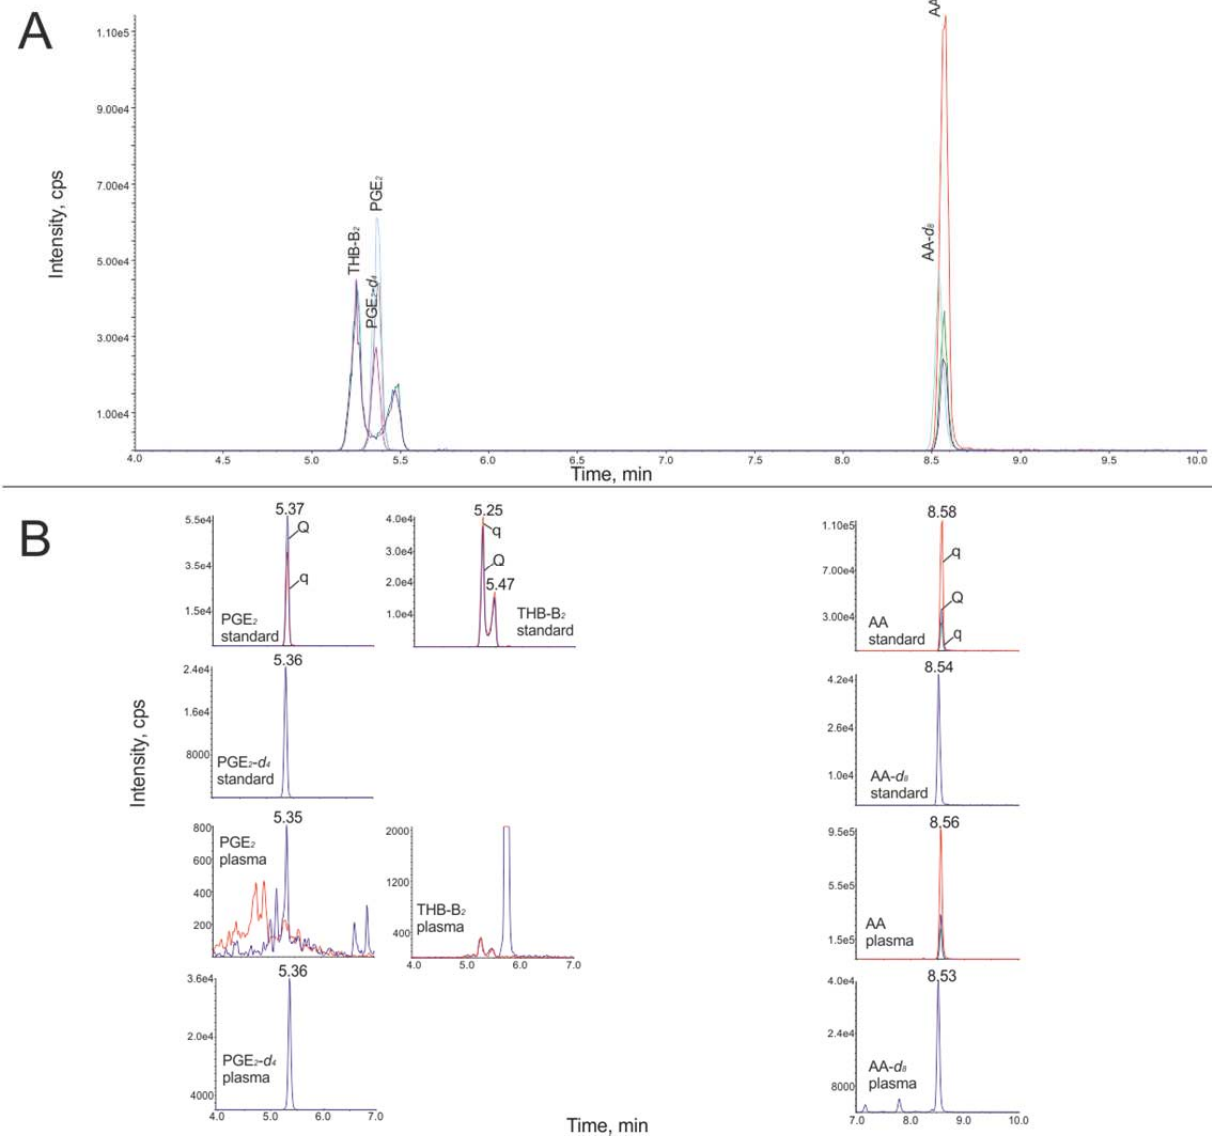 A
1.10e5
9.00e4
7.00e4
5.00e4
3.00e4
1.00e4
Intensity, cps
THB-B₂
PGE₂-d₄
PGE₂
AA-d₈
AA
4.0 4.5 5.0 5.5 6.0 6.5 7.0 7.5 8.0 8.5 9.0 9.5 10.0
Time, min
B
Intensity, cps
5.37
5.5e4
3.5e4
1.5e4
Q
q
PGE₂
standard
5.25
4.0e4
3.0e4
2.0e4
1.0e4
q
Q
5.47
THB-B₂
standard
8.58
1.10e5
7.00e4
3.00e4
q
Q
q
AA
standard
5.36
2.4e4
1.6e4
8000
PGE₂-d₄
standard
8.54
4.2e4
2.6e4
1.0e4
AA-d₈
standard
5.35
800
600
400
200
PGE₂
plasma
2000
1200
400
THB-B₂
plasma
4.0 5.0 6.0 7.0
8.56
9.5e5
5.5e5
1.5e5
AA
plasma
5.36
3.6e4
2.0e4
4000
PGE₂-d₄
plasma
4.0 5.0 6.0 7.0
8.53
4.0e4
2.4e4
8000
AA-d₈
plasma
7.0 8.0 9.0 10.0
Time, min